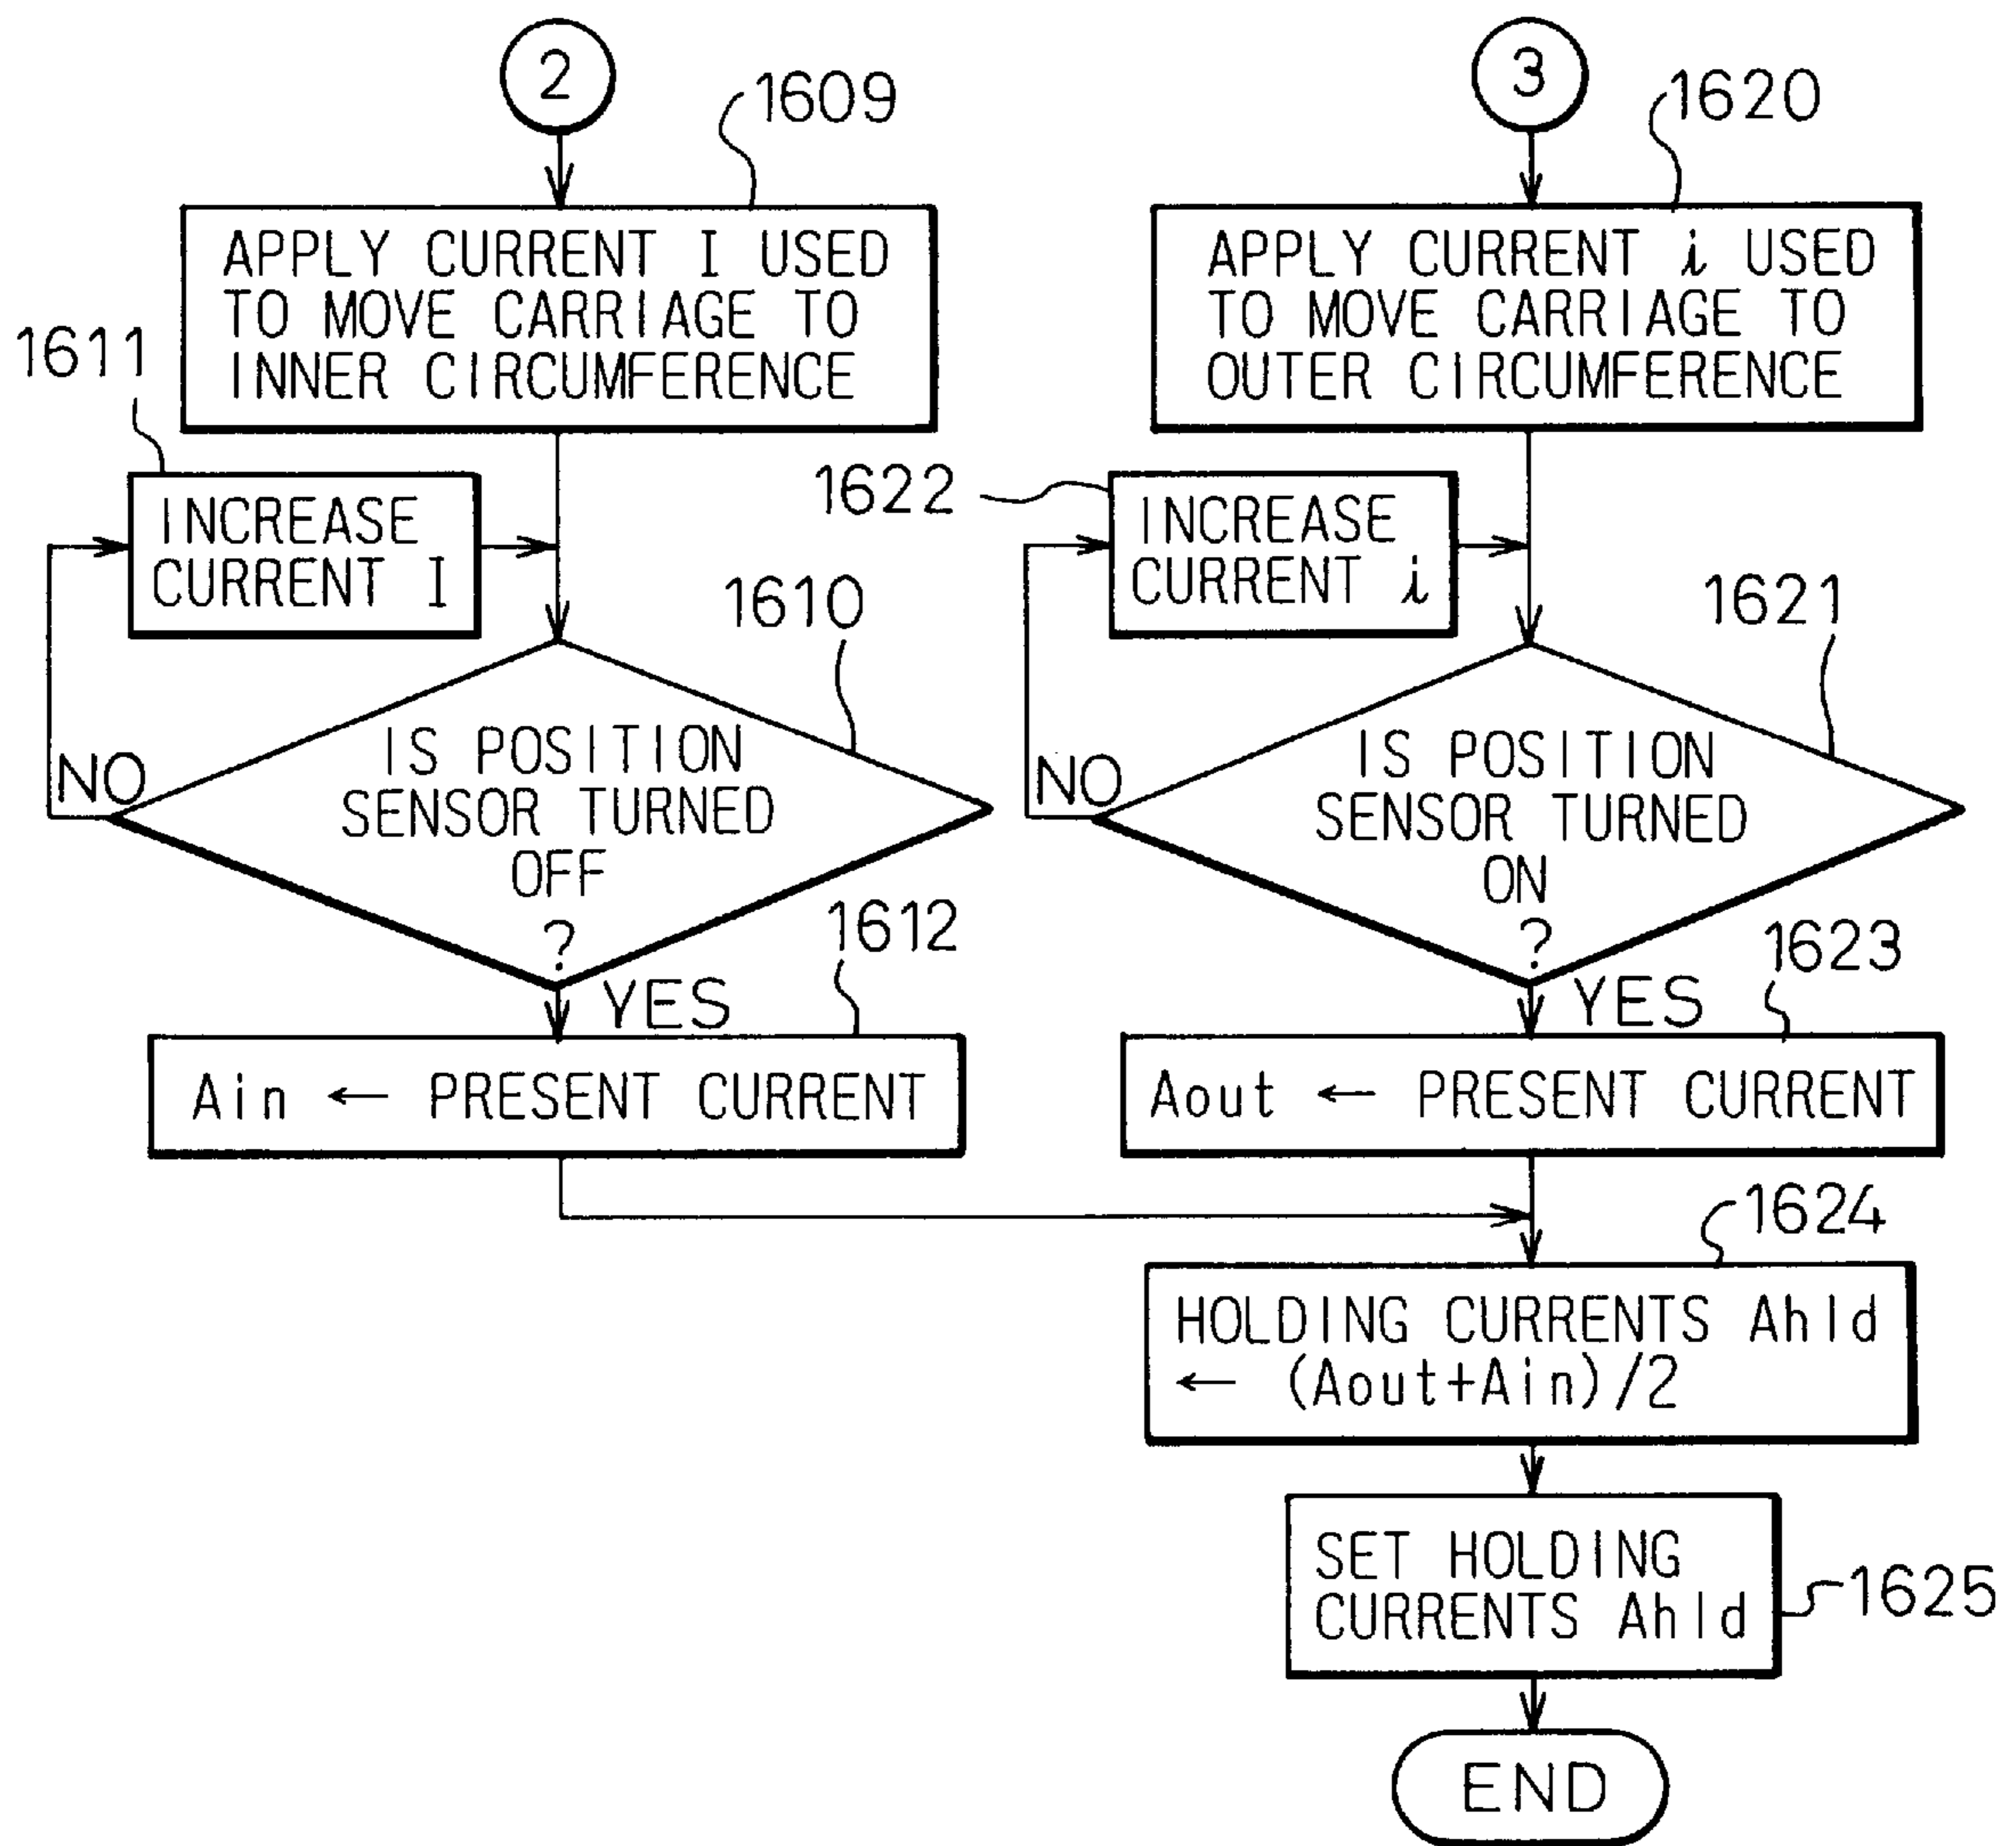 2
1609
APPLY CURRENT I USED
TO MOVE CARRIAGE TO
INNER CIRCUMFERENCE
1611
INCREASE
CURRENT I
1610
IS POSITION
SENSOR TURNED
OFF
?
NO
YES
1612
Ain ← PRESENT CURRENT
3
1620
APPLY CURRENT i USED
TO MOVE CARRIAGE TO
OUTER CIRCUMFERENCE
1622
INCREASE
CURRENT i
1621
IS POSITION
SENSOR TURNED
ON
?
NO
YES
1623
Aout ← PRESENT CURRENT
1624
HOLDING CURRENTS Ahld
← (Aout+Ain)/2
SET HOLDING
CURRENTS Ahld
1625
END